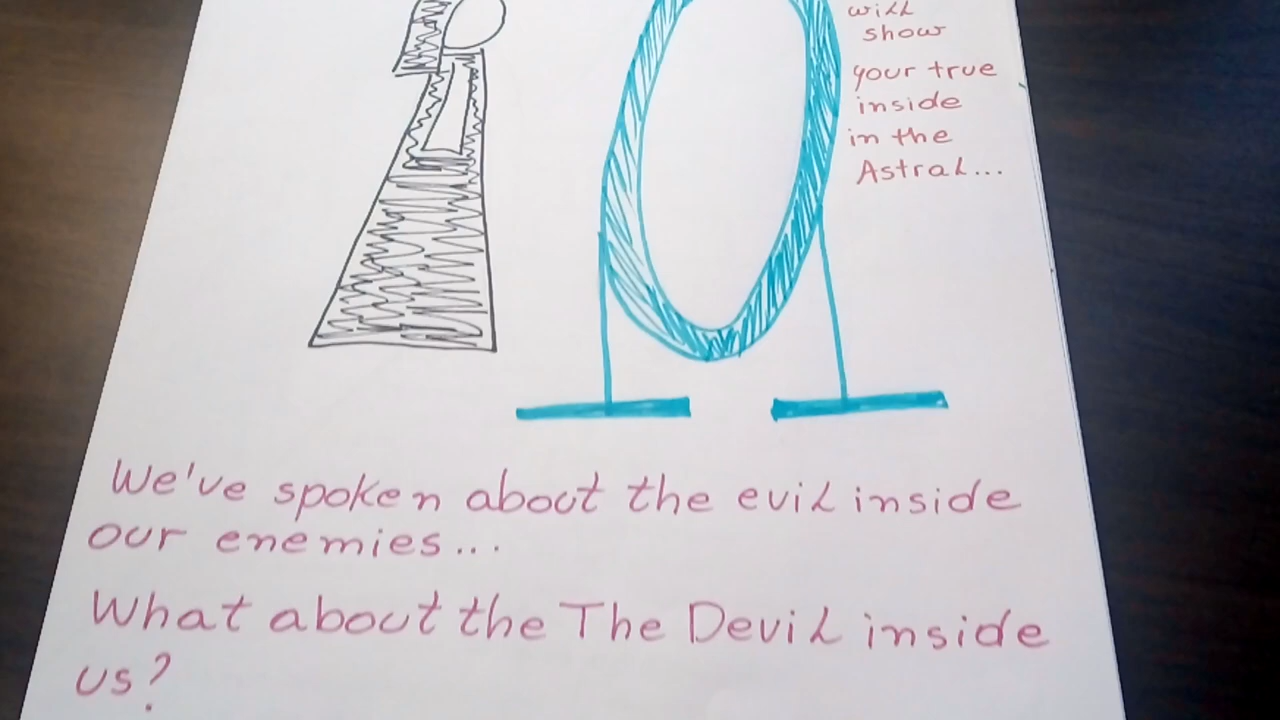 will
show
your true
inside
in the
Astral...
We've spoken about the evil inside
our enemies...
What about the The Devil inside
us?